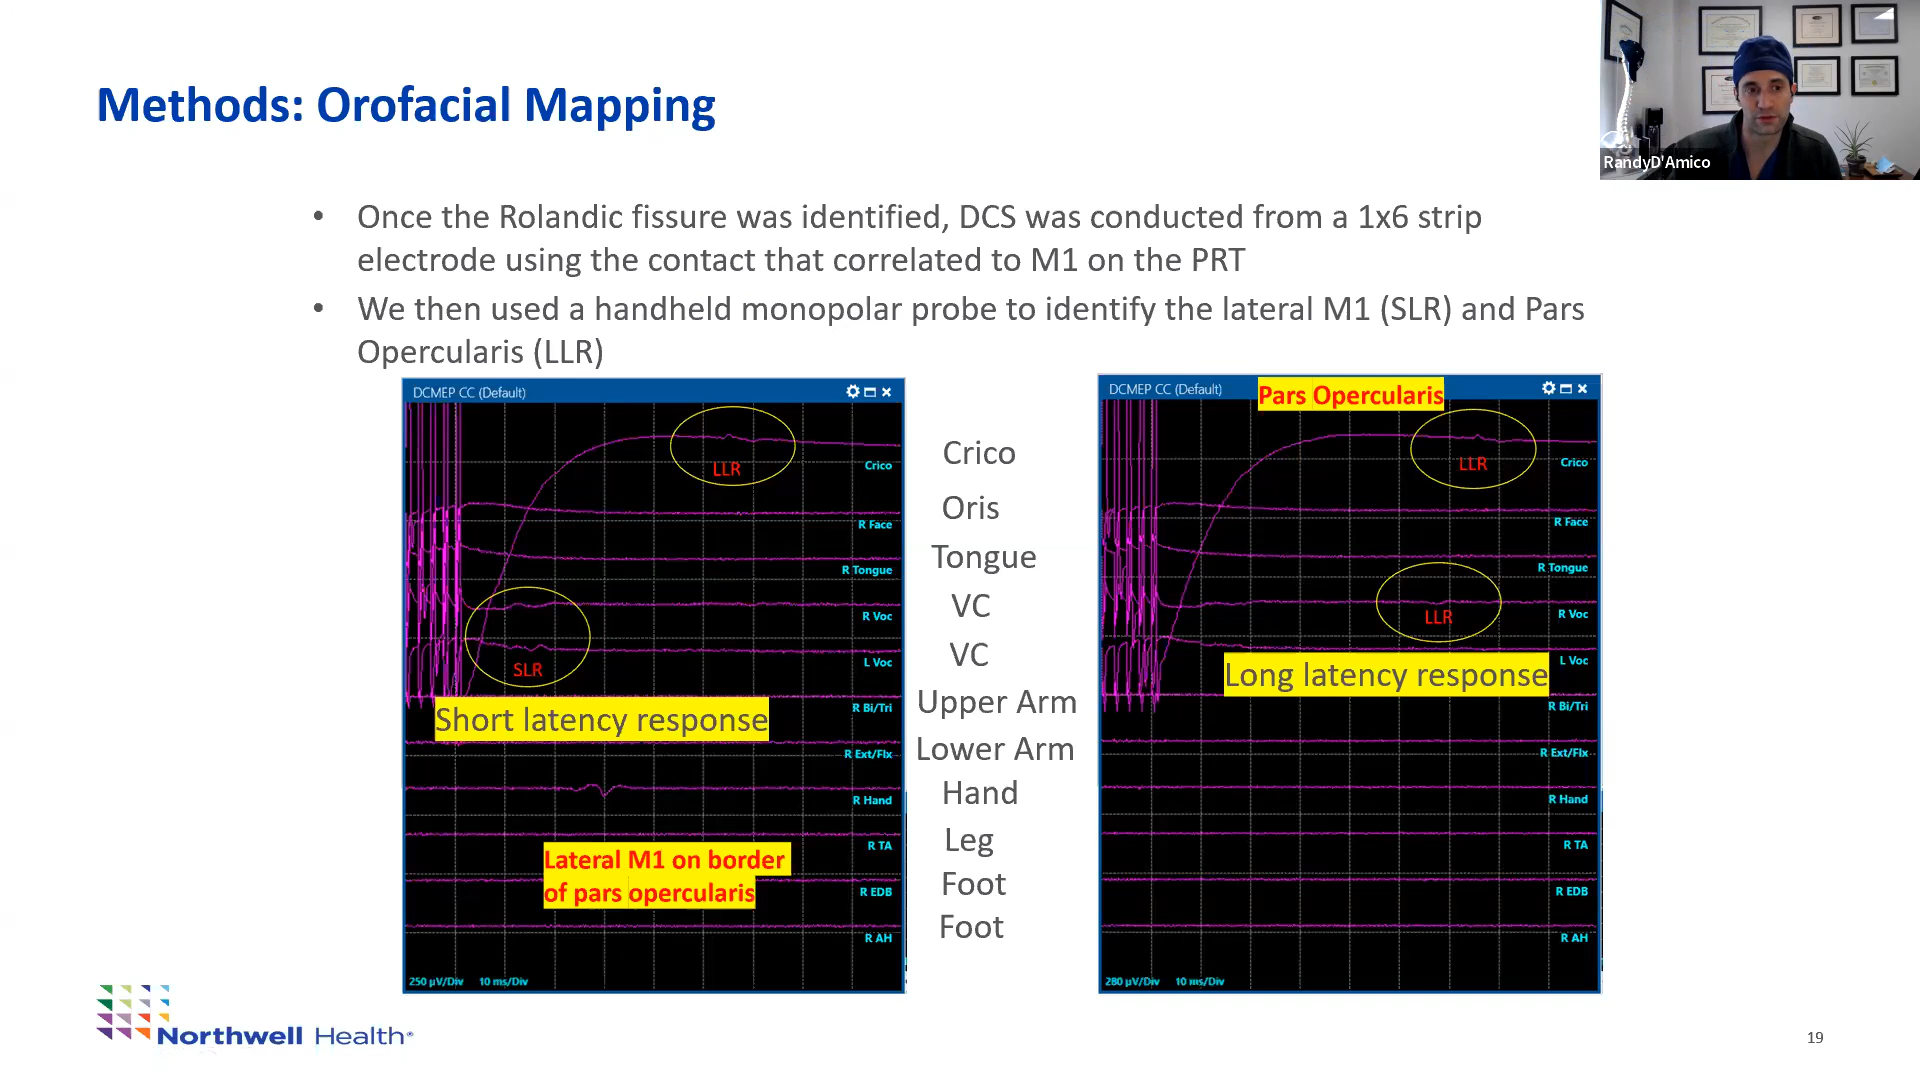 Methods: Orofacial Mapping
RandyD'Amico
• Once the Rolandic fissure was identified, DCS was conducted from a 1x6 strip
electrode using the contact that correlated to M1 on the PRT
• We then used a handheld monopolar probe to identify the lateral M1 (SLR) and Pars
Opercularis (LLR)
DCMEP CC (Default)
LLR
Crico
R Face
R Tongue
R Voc
L Voc
SLR
R Bi/Tri
Short latency response
R Ext/Flx
R Hand
R TA
Lateral M1 on border
of pars opercularis
R EDB
R AH
250 µV/Div 10 ms/Div
Crico
Oris
Tongue
VC
VC
Upper Arm
Lower Arm
Hand
Leg
Foot
Foot
DCMEP CC (Default)
Pars Opercularis
LLR
Crico
R Face
R Tongue
R Voc
LLR
L Voc
Long latency response
R Bi/Tri
R Ext/Flx
R Hand
R TA
R EDB
R AH
280 µV/Div 10 ms/Div
Northwell Health
19